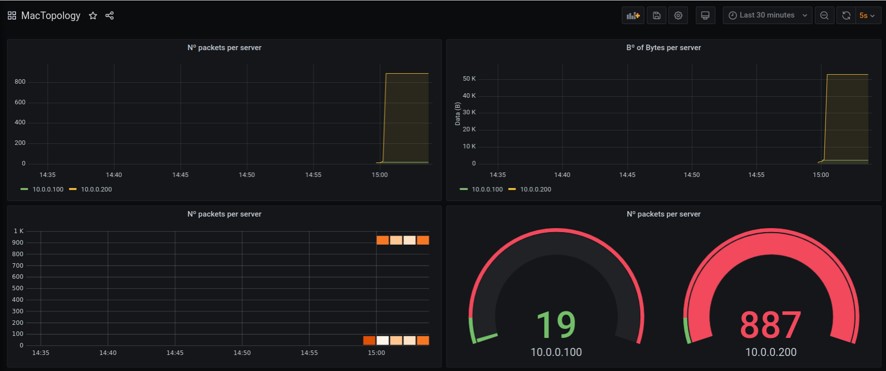 MacTopology
Last 30 minutes
5s
Nº packets per server
800
600
400
200
0
14:35 14:40 14:45 14:50 14:55 15:00
10.0.0.100 10.0.0.200
Bº of Bytes per server
Data (B)
50 K
40 K
30 K
20 K
10 K
0
14:35 14:40 14:45 14:50 14:55 15:00
10.0.0.100 10.0.0.200
Nº packets per server
1 K
900
800
700
600
500
400
300
200
100
0
14:35 14:40 14:45 14:50 14:55 15:00
Nº packets per server
19
10.0.0.100
887
10.0.0.200